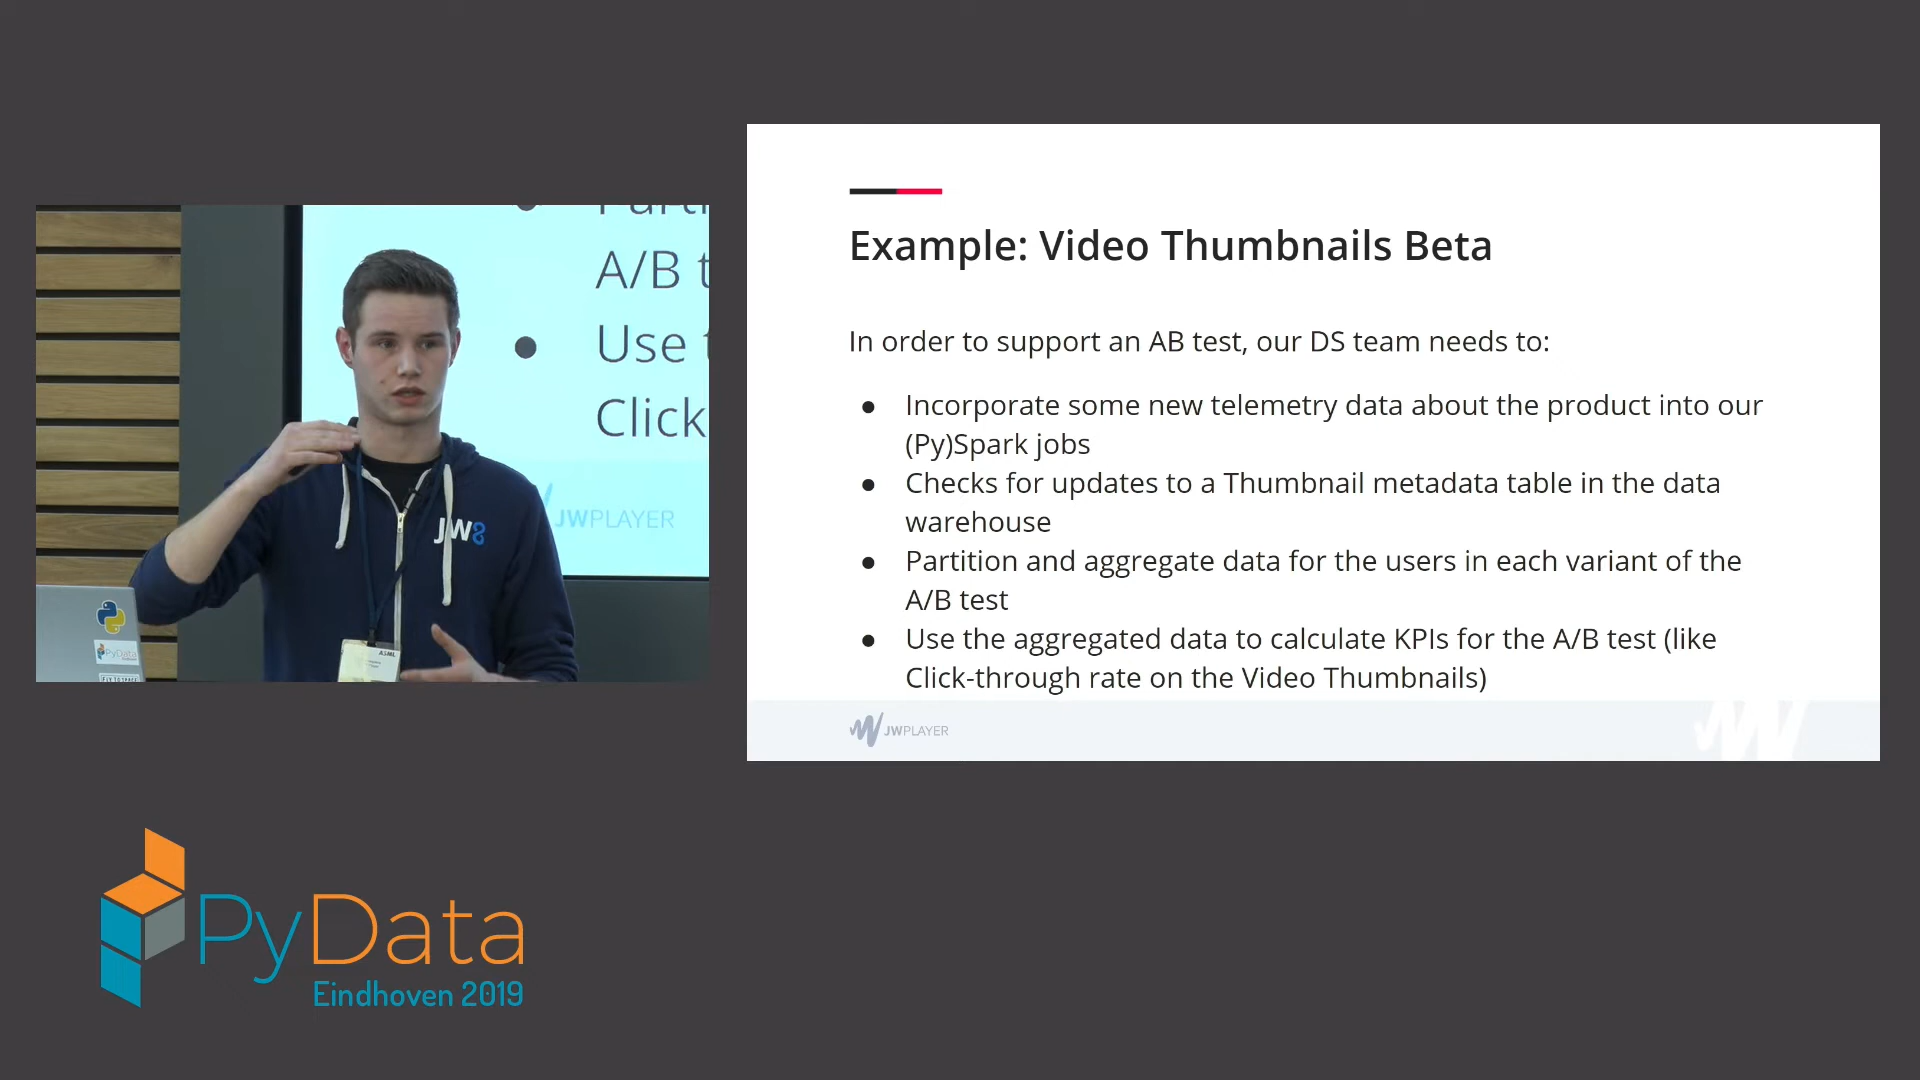 A/B t
Use t
Click
JWPLAYER
JW8
PyData
ASML
Example: Video Thumbnails Beta
In order to support an AB test, our DS team needs to:
● Incorporate some new telemetry data about the product into our
(Py)Spark jobs
● Checks for updates to a Thumbnail metadata table in the data
warehouse
● Partition and aggregate data for the users in each variant of the
A/B test
● Use the aggregated data to calculate KPIs for the A/B test (like
Click-through rate on the Video Thumbnails)
JWPLAYER
PyData
Eindhoven 2019